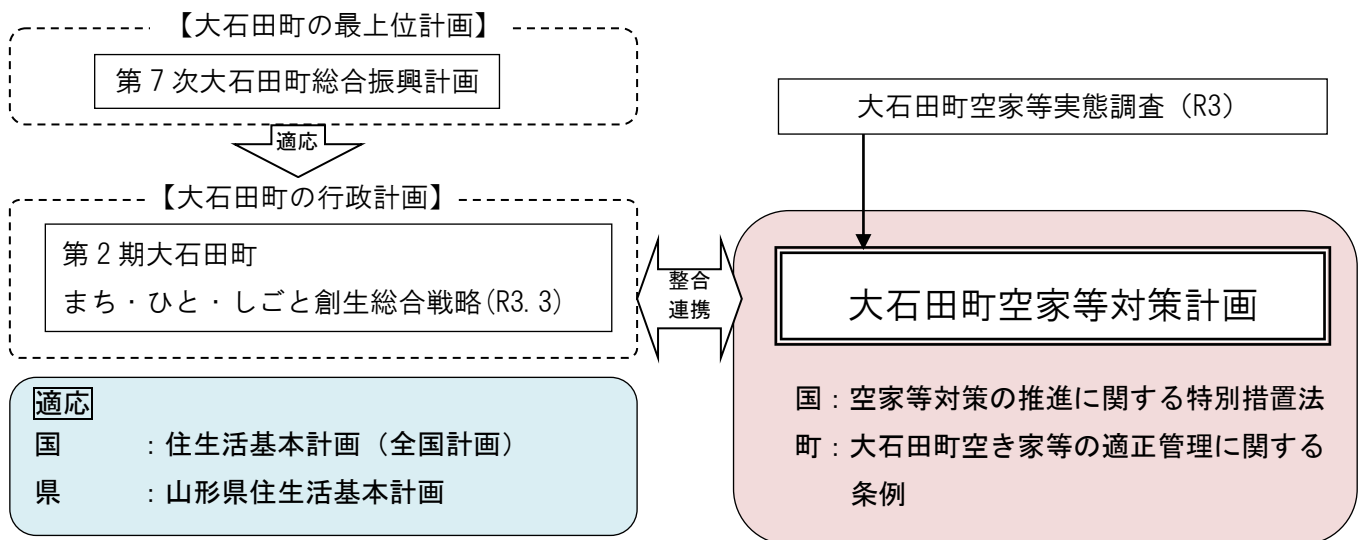 【大石田町の最上位計画】
第7次大石田町総合振興計画
適応
【大石田町の行政計画】
第2期大石田町
まち・ひと・しごと創生総合戦略(R3.3)
適応
国　　：住生活基本計画（全国計画）
県　　：山形県住生活基本計画
整合
連携
大石田町空家等実態調査（R3）
大石田町空家等対策計画
国：空家等対策の推進に関する特別措置法
町：大石田町空き家等の適正管理に関する
条例